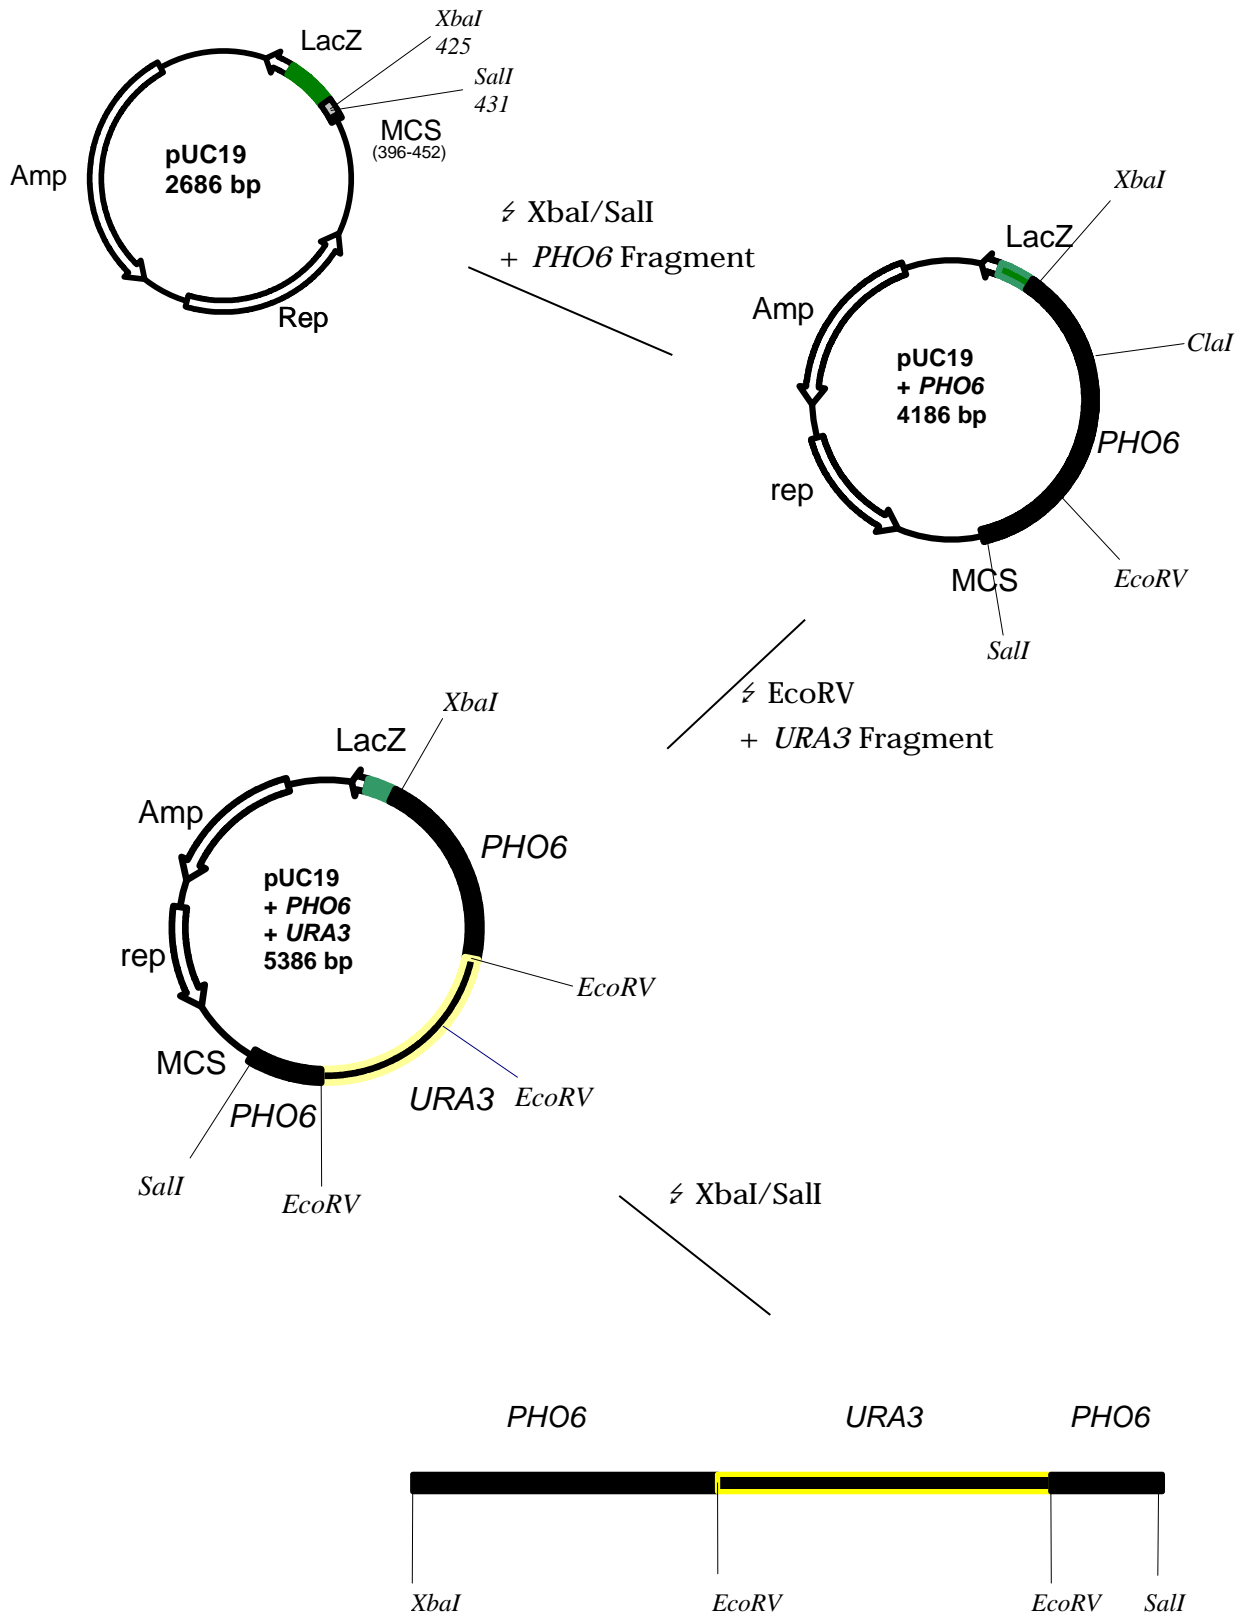 LacZ
XbaI
425
SalI
431
MCS
(396-452)
pUC19
2686 bp
Amp
Rep
XbaI/SalI
+ PHO6 Fragment
XbaI
LacZ
Amp
ClaI
pUC19
+ PHO6
4186 bp
PHO6
rep
MCS
EcoRV
SalI
EcoRV
+ URA3 Fragment
XbaI
LacZ
Amp
PHO6
pUC19
+ PHO6
+ URA3
5386 bp
rep
EcoRV
MCS
PHO6
URA3
EcoRV
SalI
EcoRV
XbaI/SalI
PHO6 URA3 PHO6
XbaI EcoRV EcoRV SalI